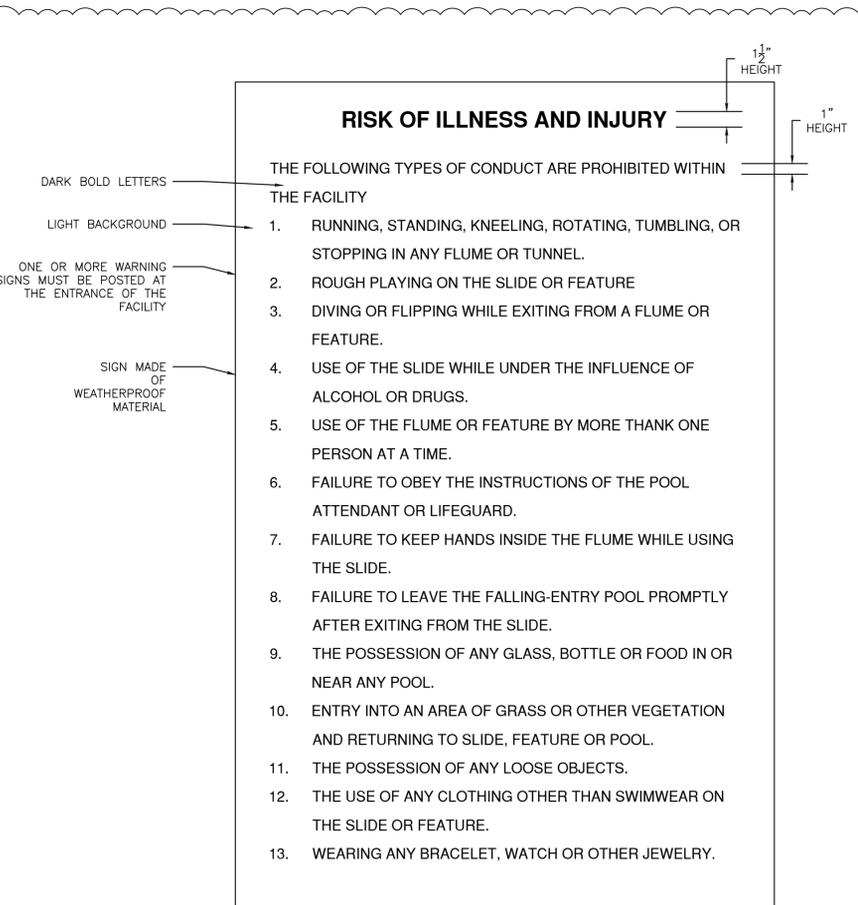 1½"
HEIGHT
1"
HEIGHT
RISK OF ILLNESS AND INJURY
THE FOLLOWING TYPES OF CONDUCT ARE PROHIBITED WITHIN
THE FACILITY
1. RUNNING, STANDING, KNEELING, ROTATING, TUMBLING, OR
STOPPING IN ANY FLUME OR TUNNEL.
2. ROUGH PLAYING ON THE SLIDE OR FEATURE
3. DIVING OR FLIPPING WHILE EXITING FROM A FLUME OR
FEATURE.
4. USE OF THE SLIDE WHILE UNDER THE INFLUENCE OF
ALCOHOL OR DRUGS.
5. USE OF THE FLUME OR FEATURE BY MORE THANK ONE
PERSON AT A TIME.
6. FAILURE TO OBEY THE INSTRUCTIONS OF THE POOL
ATTENDANT OR LIFEGUARD.
7. FAILURE TO KEEP HANDS INSIDE THE FLUME WHILE USING
THE SLIDE.
8. FAILURE TO LEAVE THE FALLING-ENTRY POOL PROMPTLY
AFTER EXITING FROM THE SLIDE.
9. THE POSSESSION OF ANY GLASS, BOTTLE OR FOOD IN OR
NEAR ANY POOL.
10. ENTRY INTO AN AREA OF GRASS OR OTHER VEGETATION
AND RETURNING TO SLIDE, FEATURE OR POOL.
11. THE POSSESSION OF ANY LOOSE OBJECTS.
12. THE USE OF ANY CLOTHING OTHER THAN SWIMWEAR ON
THE SLIDE OR FEATURE.
13. WEARING ANY BRACELET, WATCH OR OTHER JEWELRY.
DARK BOLD LETTERS
LIGHT BACKGROUND
ONE OR MORE WARNING
SIGNS MUST BE POSTED AT
THE ENTRANCE OF THE
FACILITY
SIGN MADE
OF
WEATHERPROOF
MATERIAL